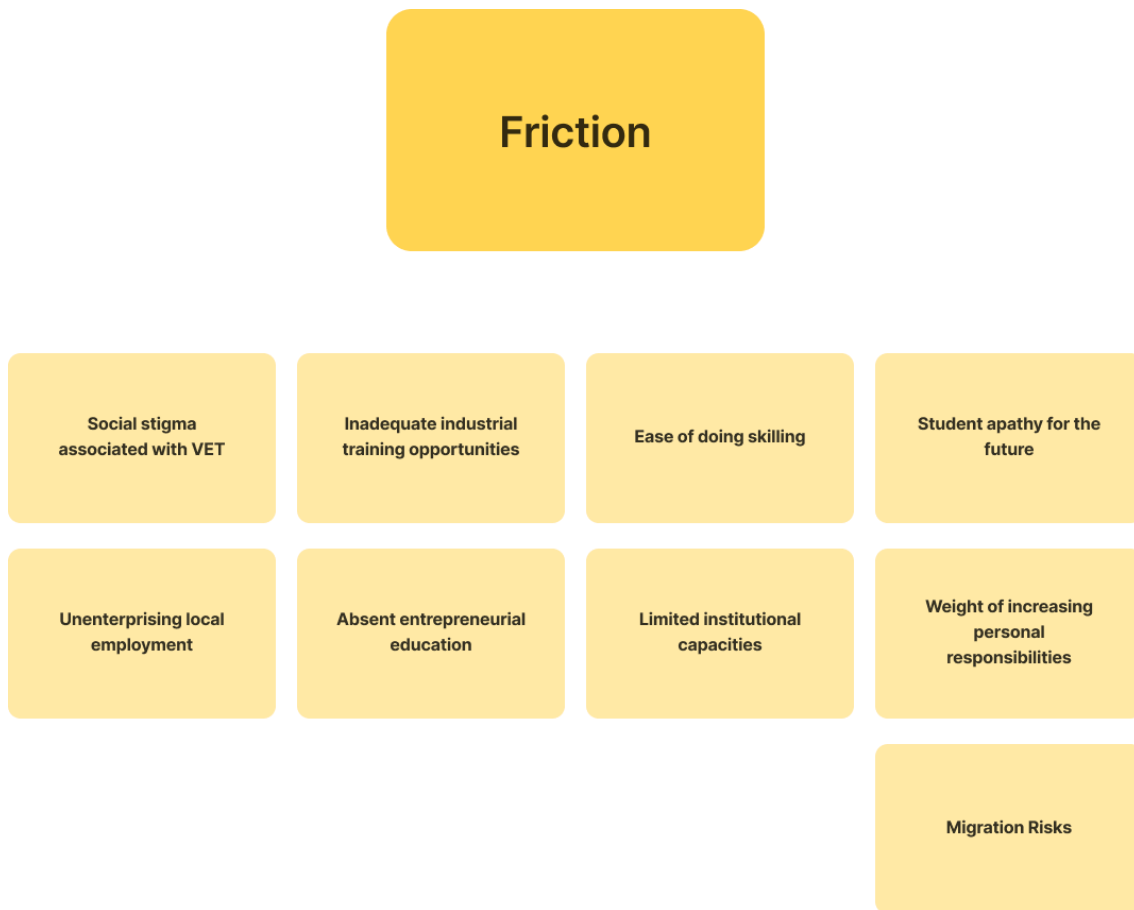 Friction
Social stigma
associated with VET
Inadequate industrial
training opportunities
Ease of doing skilling
Student apathy for the
future
Unenterprising local
employment
Absent entrepreneurial
education
Limited institutional
capacities
Weight of increasing
personal
responsibilities
Migration Risks